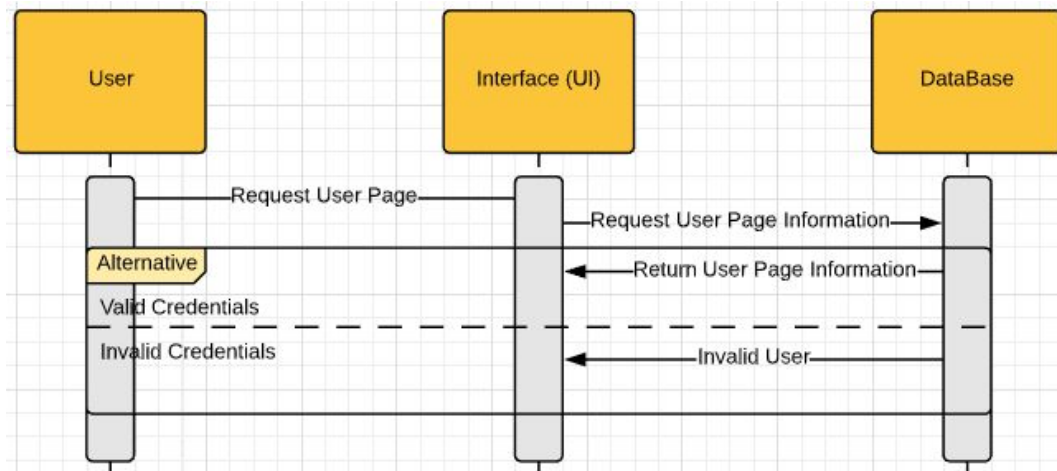 User
Interface (UI)
DataBase
Request User Page
Request User Page Information
Alternative
Return User Page Information
Valid Credentials
Invalid Credentials
Invalid User